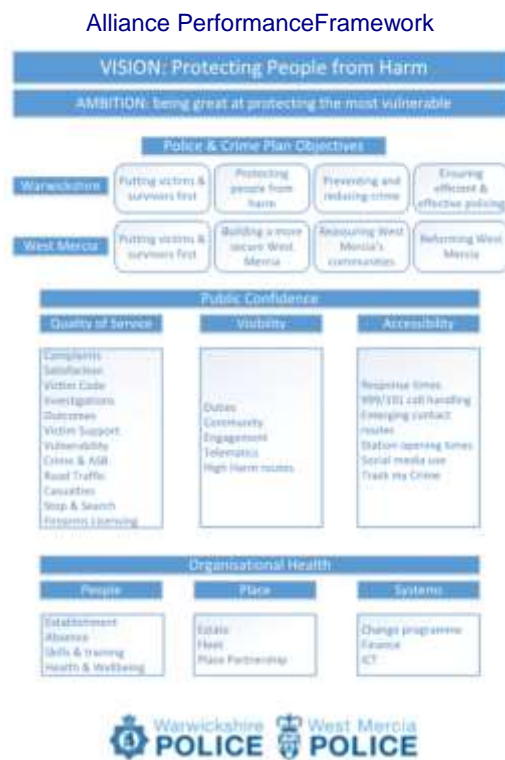 Alliance PerformanceFramework
VISION: Protecting People from Harm
AMBITION: being great at protecting the most vulnerable
Police & Crime Plan Objectives
Warwickshire
Putting victims &
survivors first
Protecting
people from
harm
Preventing and
reducing crime
Ensuring
efficient &
effective policing
West Mercia
Putting victims &
survivors first
Building a more
secure West
Mercia
Reassuring West
Mercia's
communities
Reforming West
Mercia
Public Confidence
Quality of Service
Complaints
Satisfaction
Victim Code
Investigations
Outcomes
Victim Support
Vulnerability
Crime & ASB
Road Traffic
Casualties
Stop & Search
Firearms Licensing
Visibility
Duties
Community
Engagement
Telematics
High Harm routes
Accessibility
Response times
999/101 call handling
Emerging contact
routes
Station opening times
Social media use
Track my Crime
Organisational Health
People
Establishment
Absence
Skills & training
Health & Wellbeing
Place
Estate
Fleet
Place Partnership
Systems
Change programme
Finance
ICT
Warwickshire
POLICE
West Mercia
POLICE